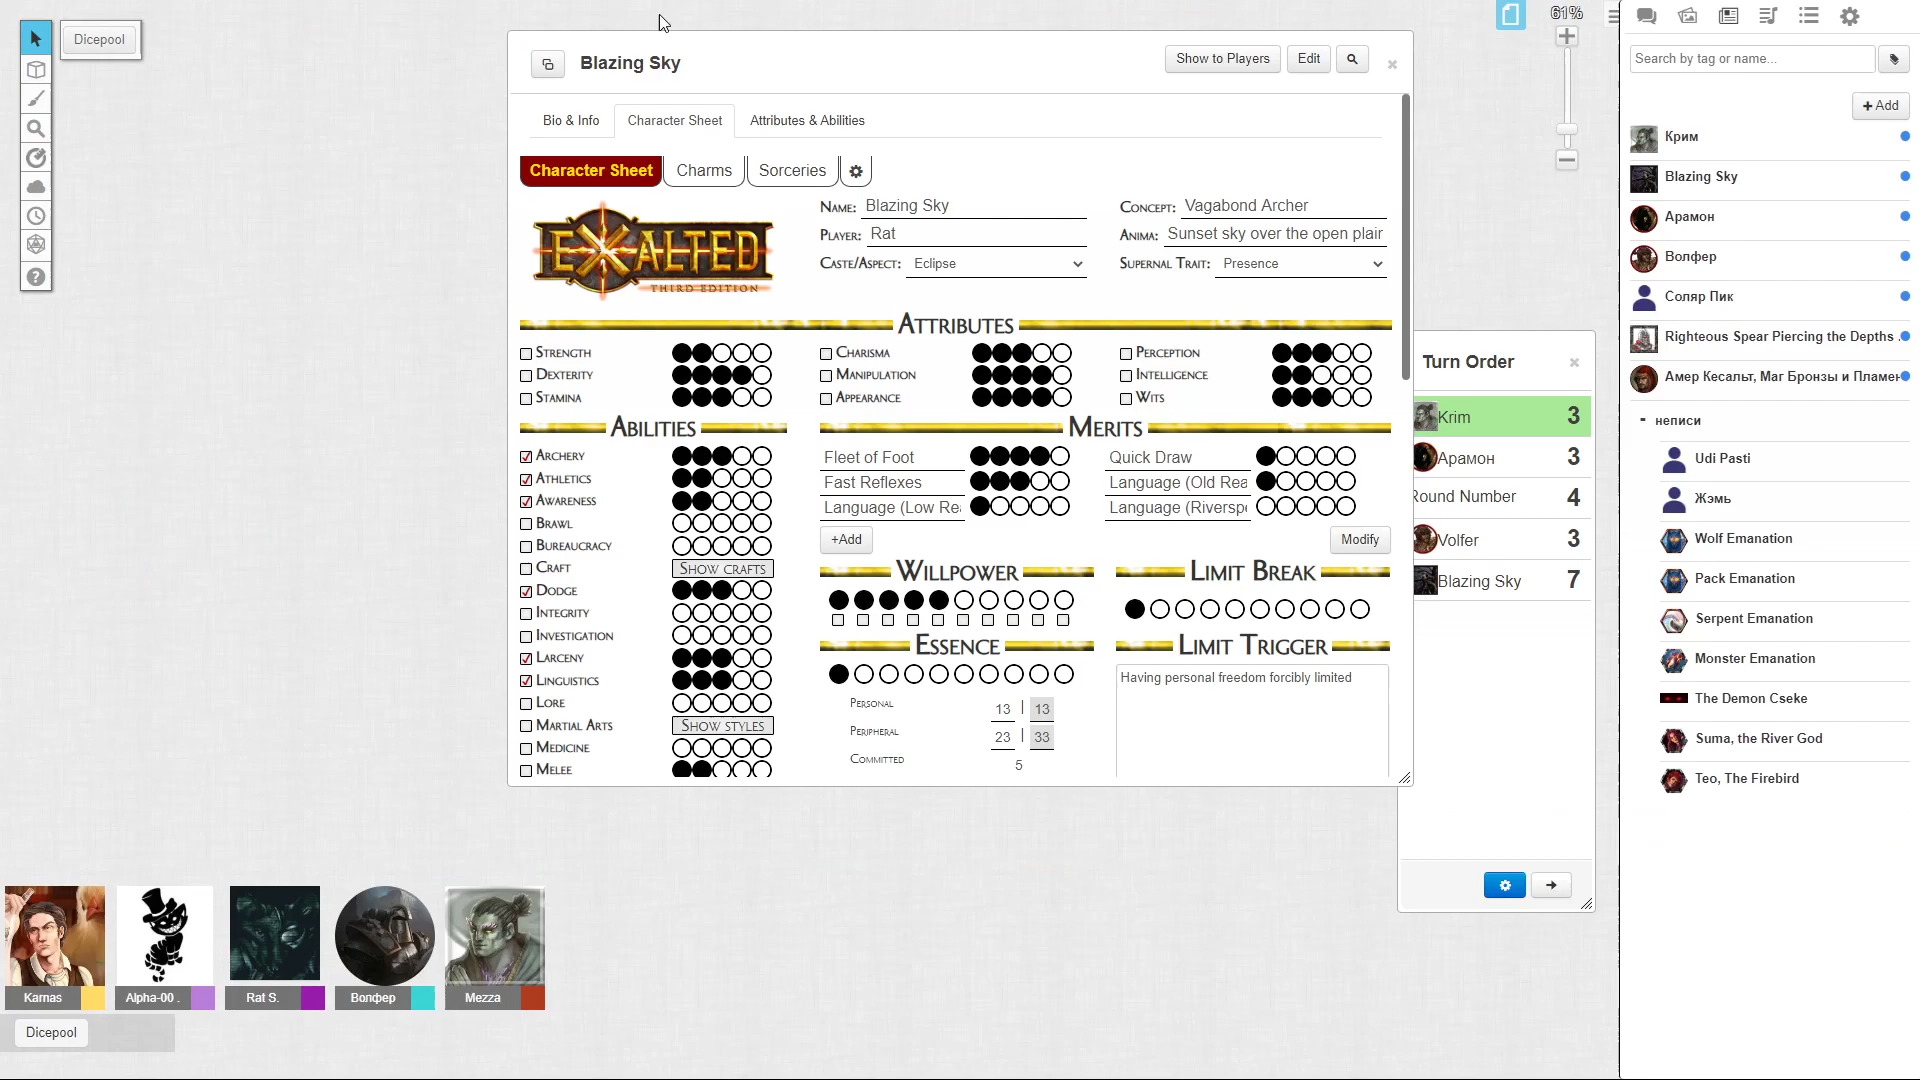 Dicepool
Blazing Sky
Show to Players
Edit
61%
Search by tag or name...
Add
Bio & Info
Character Sheet
Attributes & Abilities
Character Sheet
Charms
Sorceries
EXALTED
THIRD EDITION
Name: Blazing Sky
Player: Rat
Caste/Aspect: Eclipse
Concept: Vagabond Archer
Anima: Sunset sky over the open plair
Supernal Trait: Presence
Attributes
Strength
Dexterity
Stamina
Charisma
Manipulation
Appearance
Perception
Intelligence
Wits
Abilities
Archery
Athletics
Awareness
Brawl
Bureaucracy
Craft
Show crafts
Dodge
Integrity
Investigation
Larceny
Linguistics
Lore
Martial Arts
Show styles
Medicine
Melee
Merits
Fleet of Foot
Quick Draw
Fast Reflexes
Language (Old Rea
Language (Low Re
Language (Riverspe
+Add
Modify
Willpower
Limit Break
Essence
Limit Trigger
Having personal freedom forcibly limited
Personal 13 | 13
Peripheral 23 | 33
Committed 5
Turn Order
Krim 3
Арамон 3
Round Number 4
Volfer 3
Blazing Sky 7
Крим
Blazing Sky
Арамон
Волфер
Соляр Пик
Righteous Spear Piercing the Depths .
Амер Кесальт, Маг Бронзы и Пламен
- неписи
Udi Pasti
Жэмь
Wolf Emanation
Pack Emanation
Serpent Emanation
Monster Emanation
The Demon Cseke
Suma, the River God
Teo, The Firebird
Karnas
Alpha-00 .
Rat S.
Волфер
Mezza
Dicepool